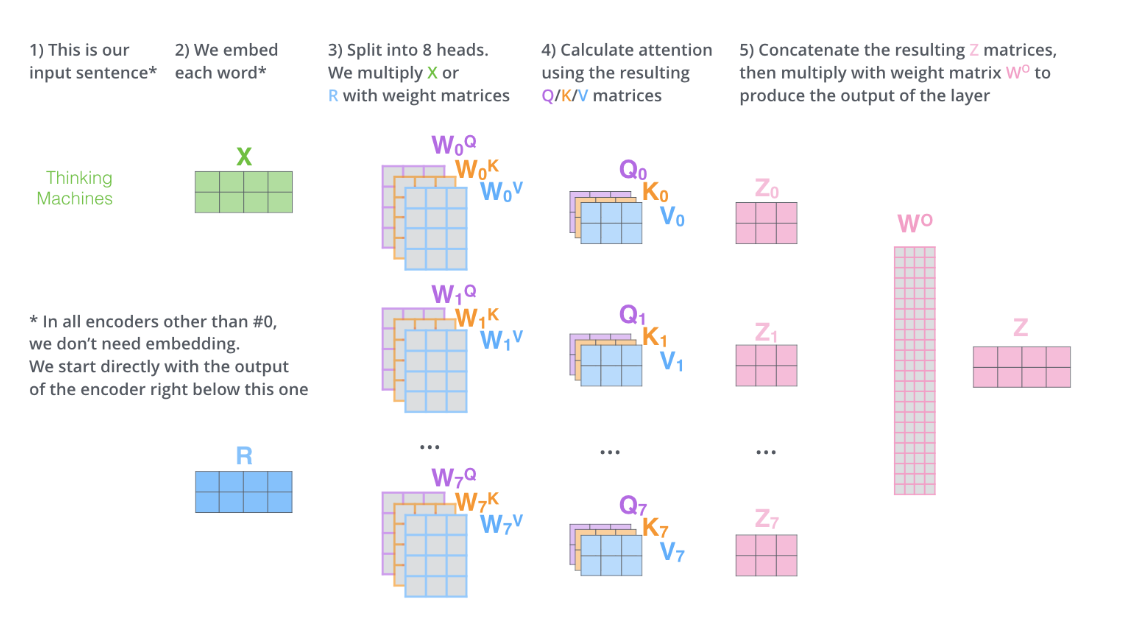 1) This is our
input sentence*
2) We embed
each word*
3) Split into 8 heads.
We multiply X or
R with weight matrices
4) Calculate attention
using the resulting
Q/K/V matrices
5) Concatenate the resulting Z matrices,
then multiply with weight matrix Wᴼ to
produce the output of the layer
Thinking
Machines
X
W₀Q
W₀K
W₀V
Q₀
K₀
V₀
Z₀
Wᴼ
* In all encoders other than #0,
we don’t need embedding.
We start directly with the output
of the encoder right below this one
W₁Q
W₁K
W₁V
Q₁
K₁
V₁
Z₁
Z
...
...
...
R
W₇Q
W₇K
W₇V
Q₇
K₇
V₇
Z₇